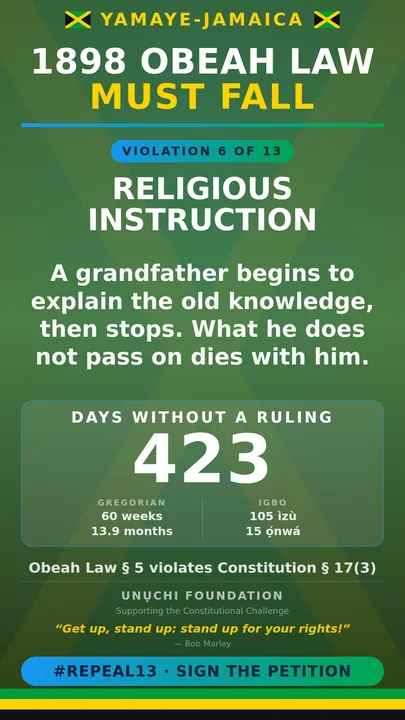 YAMAYE-JAMAICA
1898 OBEAH LAW
MUST FALL
VIOLATION 6 OF 13
RELIGIOUS
INSTRUCTION
A grandfather begins to
explain the old knowledge,
then stops. What he does
not pass on dies with him.
DAYS WITHOUT A RULING
423
GREGORIAN
60 weeks
13.9 months
IGBO
105 ìzù
15 ọ́nwá
Obeah Law § 5 violates Constitution § 17(3)
UNỤCHI FOUNDATION
Supporting the Constitutional Challenge
“Get up, stand up: stand up for your rights!”
— Bob Marley
#REPEAL13 · SIGN THE PETITION